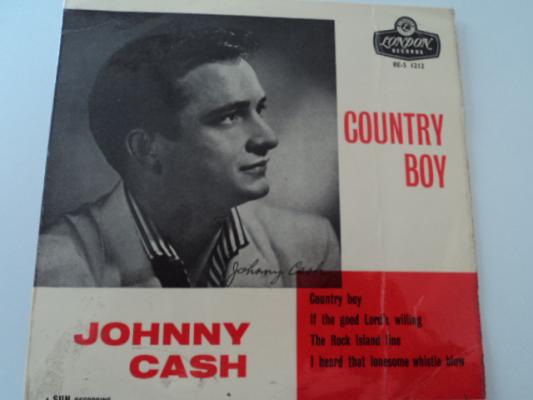 LONDON
RECORDS
RE-S 1212
COUNTRY
BOY
Johnny Cash
Country boy
If the good Lord's willing
The Rock Island line
I heard that lonesome whistle blow
JOHNNY
CASH
A SUN RECORDING